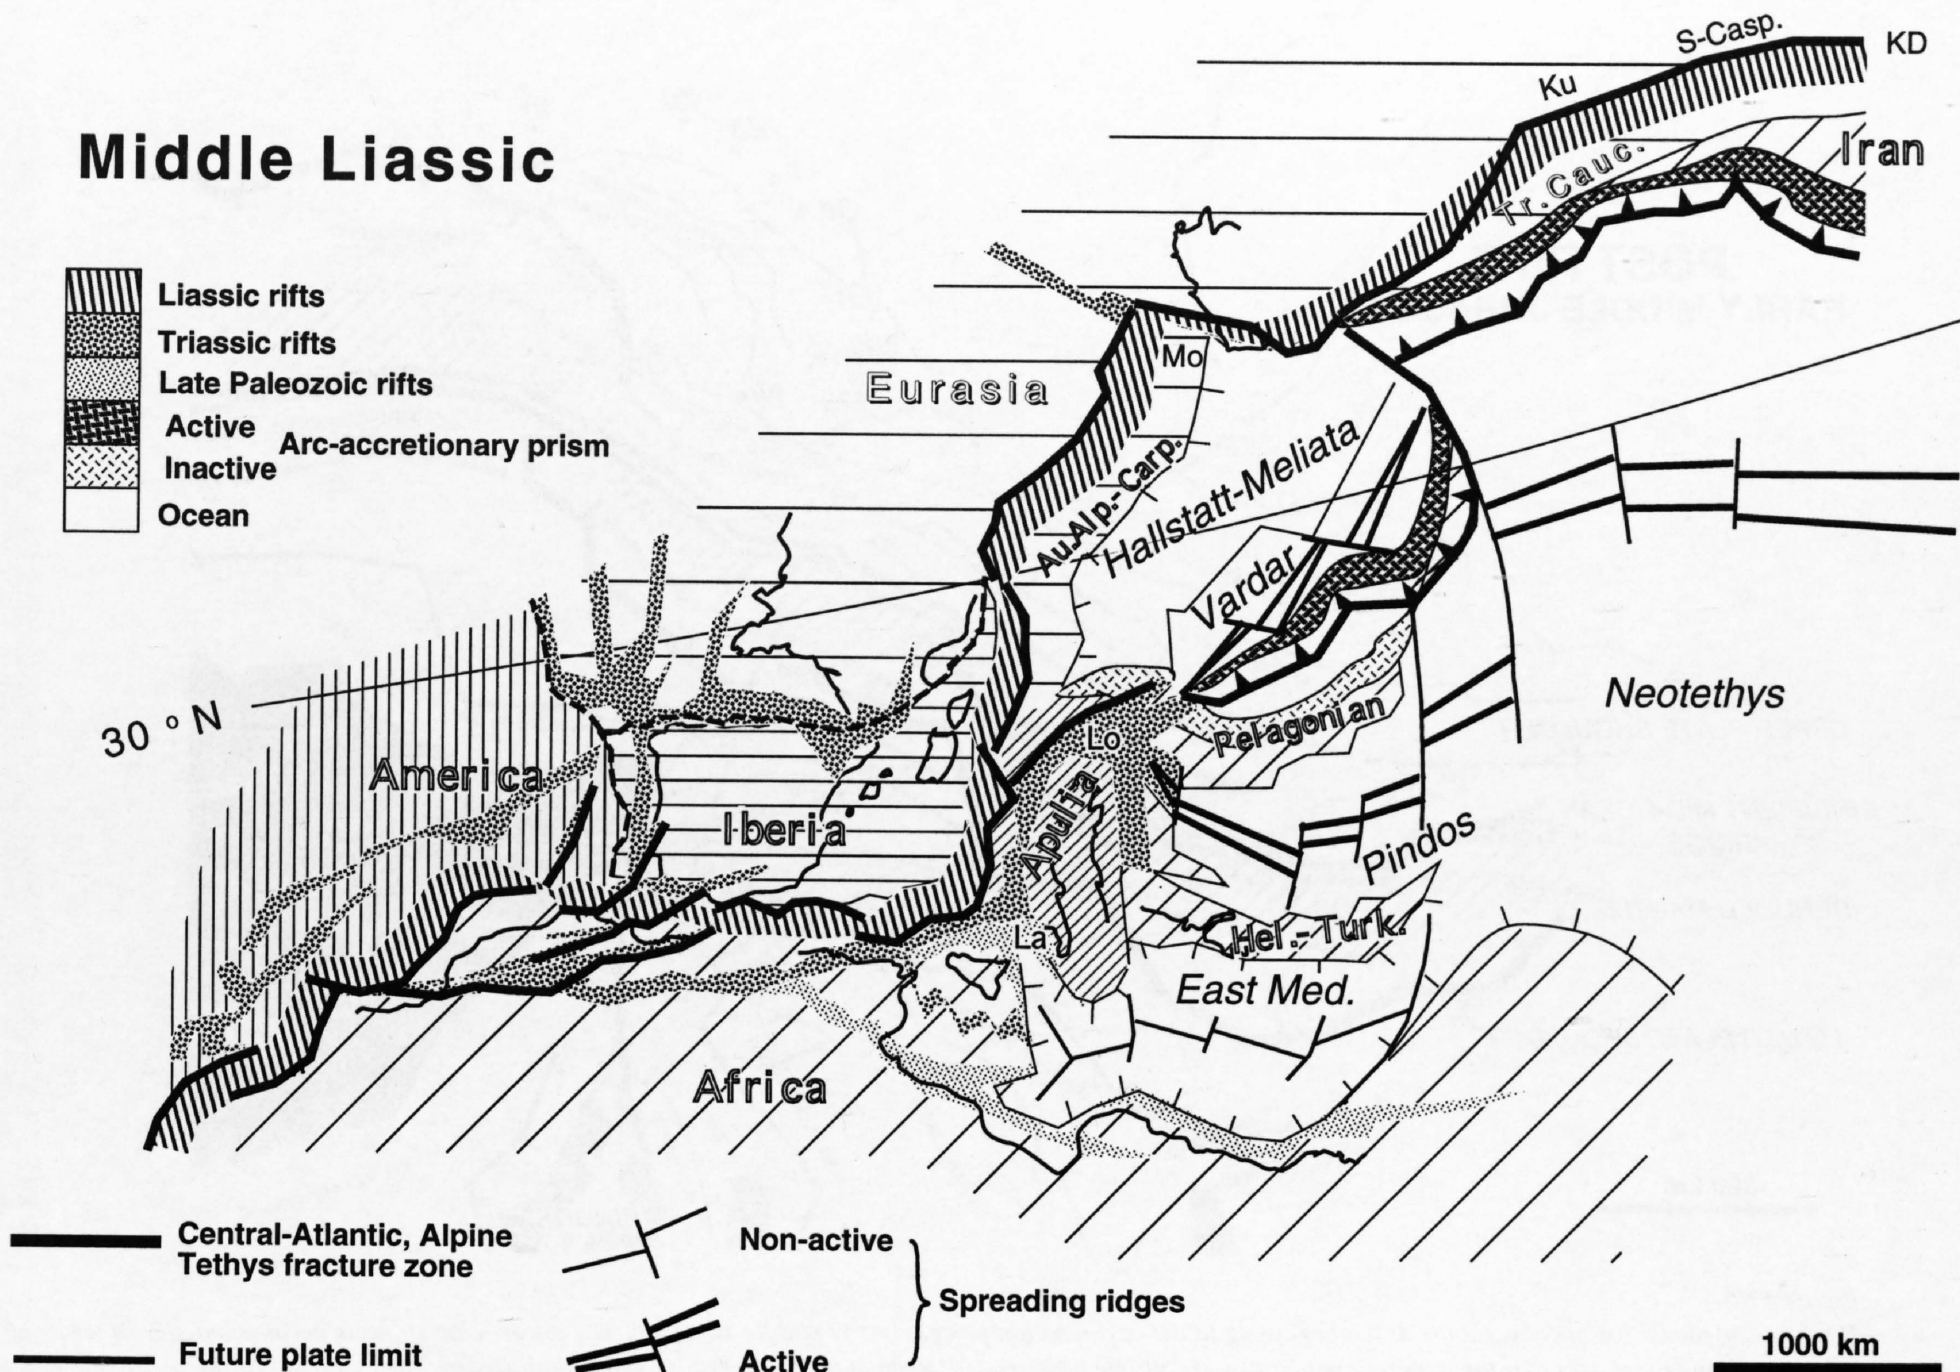 Middle Liassic
S-Casp.
KD
Ku
Tr. Cauc.
Iran
Liassic rifts
Triassic rifts
Late Paleozoic rifts
Active
Arc-accretionary prism
Inactive
Ocean
Mo
Eurasia
Au.Alp.-Carp.
Hallstatt-Meliata
Vardar
30 ° N
Neotethys
Pelagonian
Lo
America
Iberia
Apulia
Pindos
La
Hel.-Turk.
East Med.
Africa
Central-Atlantic, Alpine
Tethys fracture zone
Non-active
Spreading ridges
Future plate limit
Active
1000 km